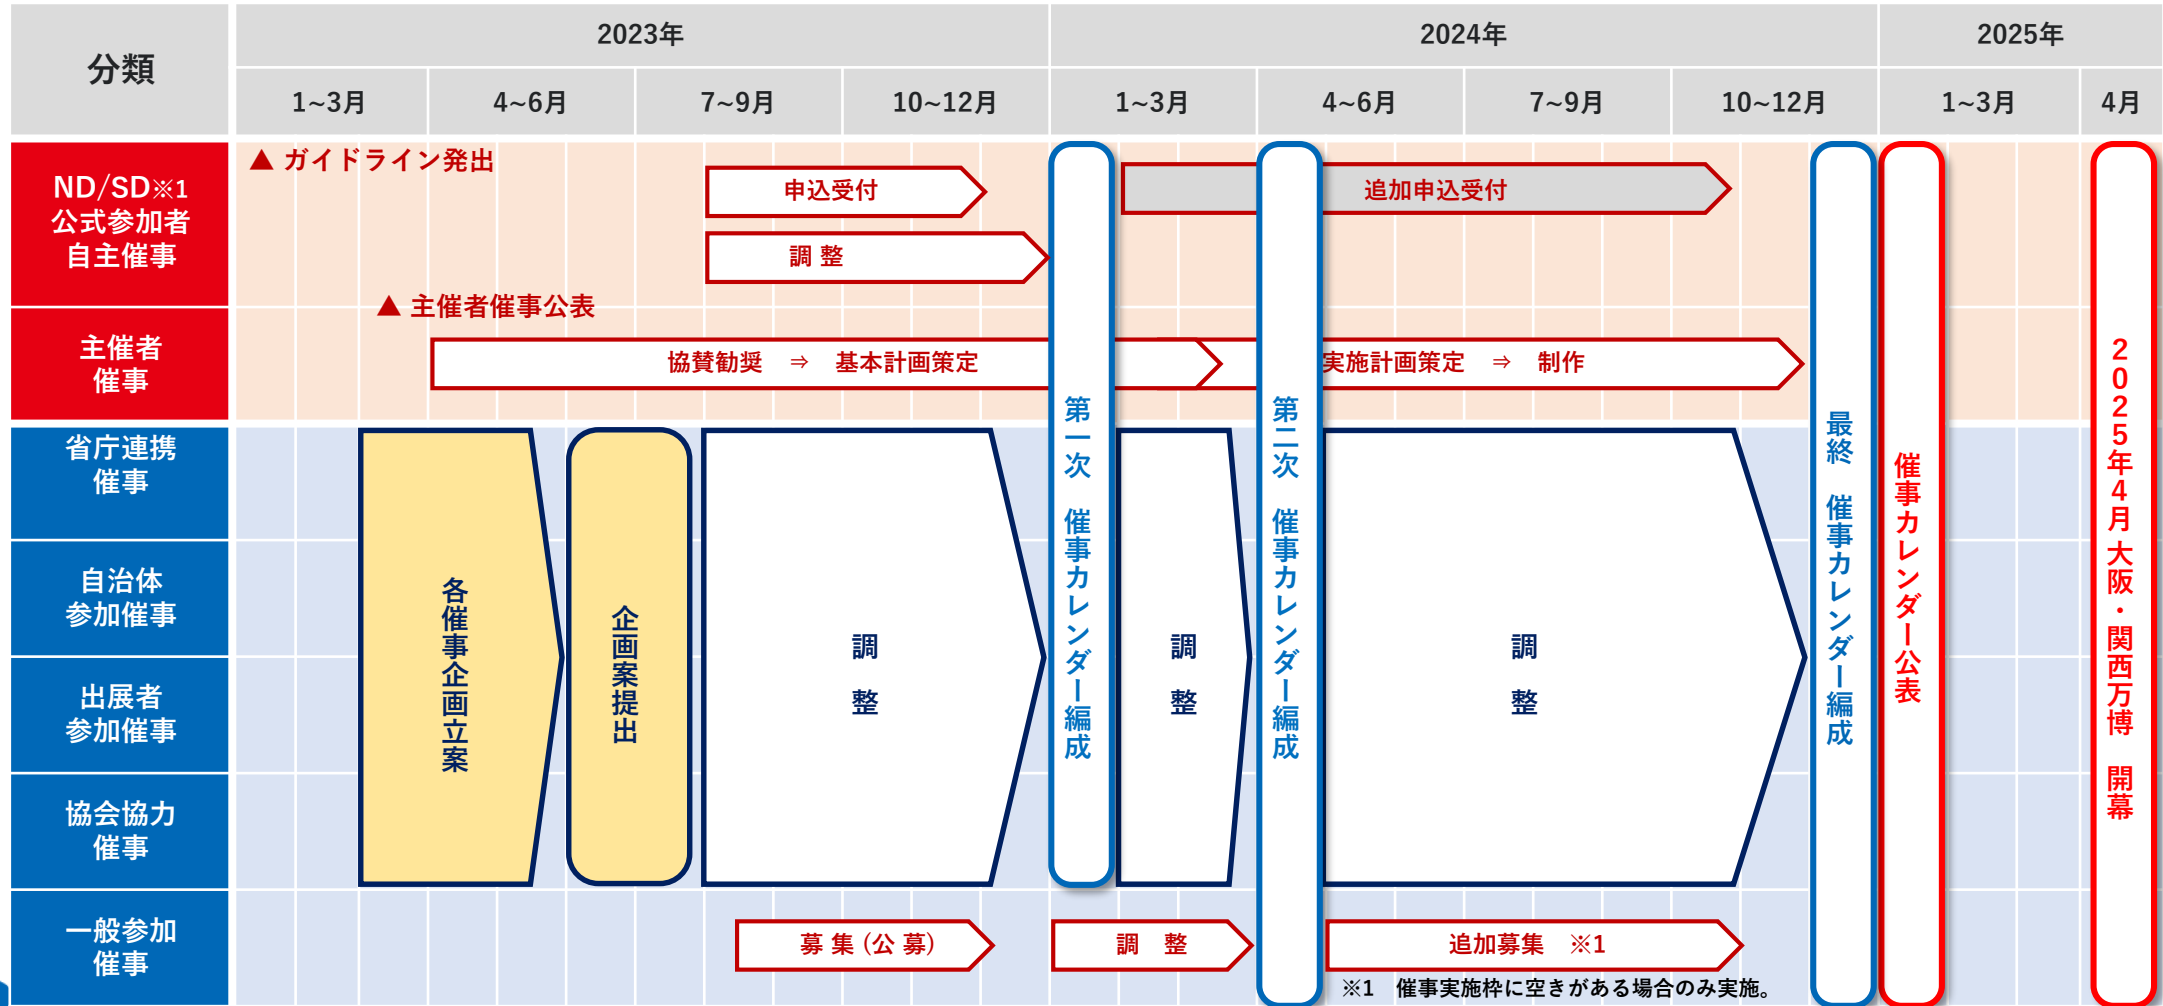 分類
2023年
2024年
2025年
1~3月
4~6月
7~9月
10~12月
1~3月
4~6月
7~9月
10~12月
1~3月
4月
ND/SD※1
公式参加者
自主催事
▲ ガイドライン発出
申込受付
追加申込受付
調 整
▲ 主催者催事公表
主催者
催事
協賛勧奨 ⇒ 基本計画策定
実施計画策定 ⇒ 制作
省庁連携
催事
自治体
参加催事
出展者
参加催事
協会協力
催事
各催事企画立案
企画案提出
調 整
第一次 催事カレンダー編成
調 整
第二次 催事カレンダー編成
調 整
最終 催事カレンダー編成
催事カレンダー公表
2025年4月 大阪・関西万博 開幕
一般参加
催事
募 集 (公 募)
調 整
追加募集 ※1
※1 催事実施枠に空きがある場合のみ実施。